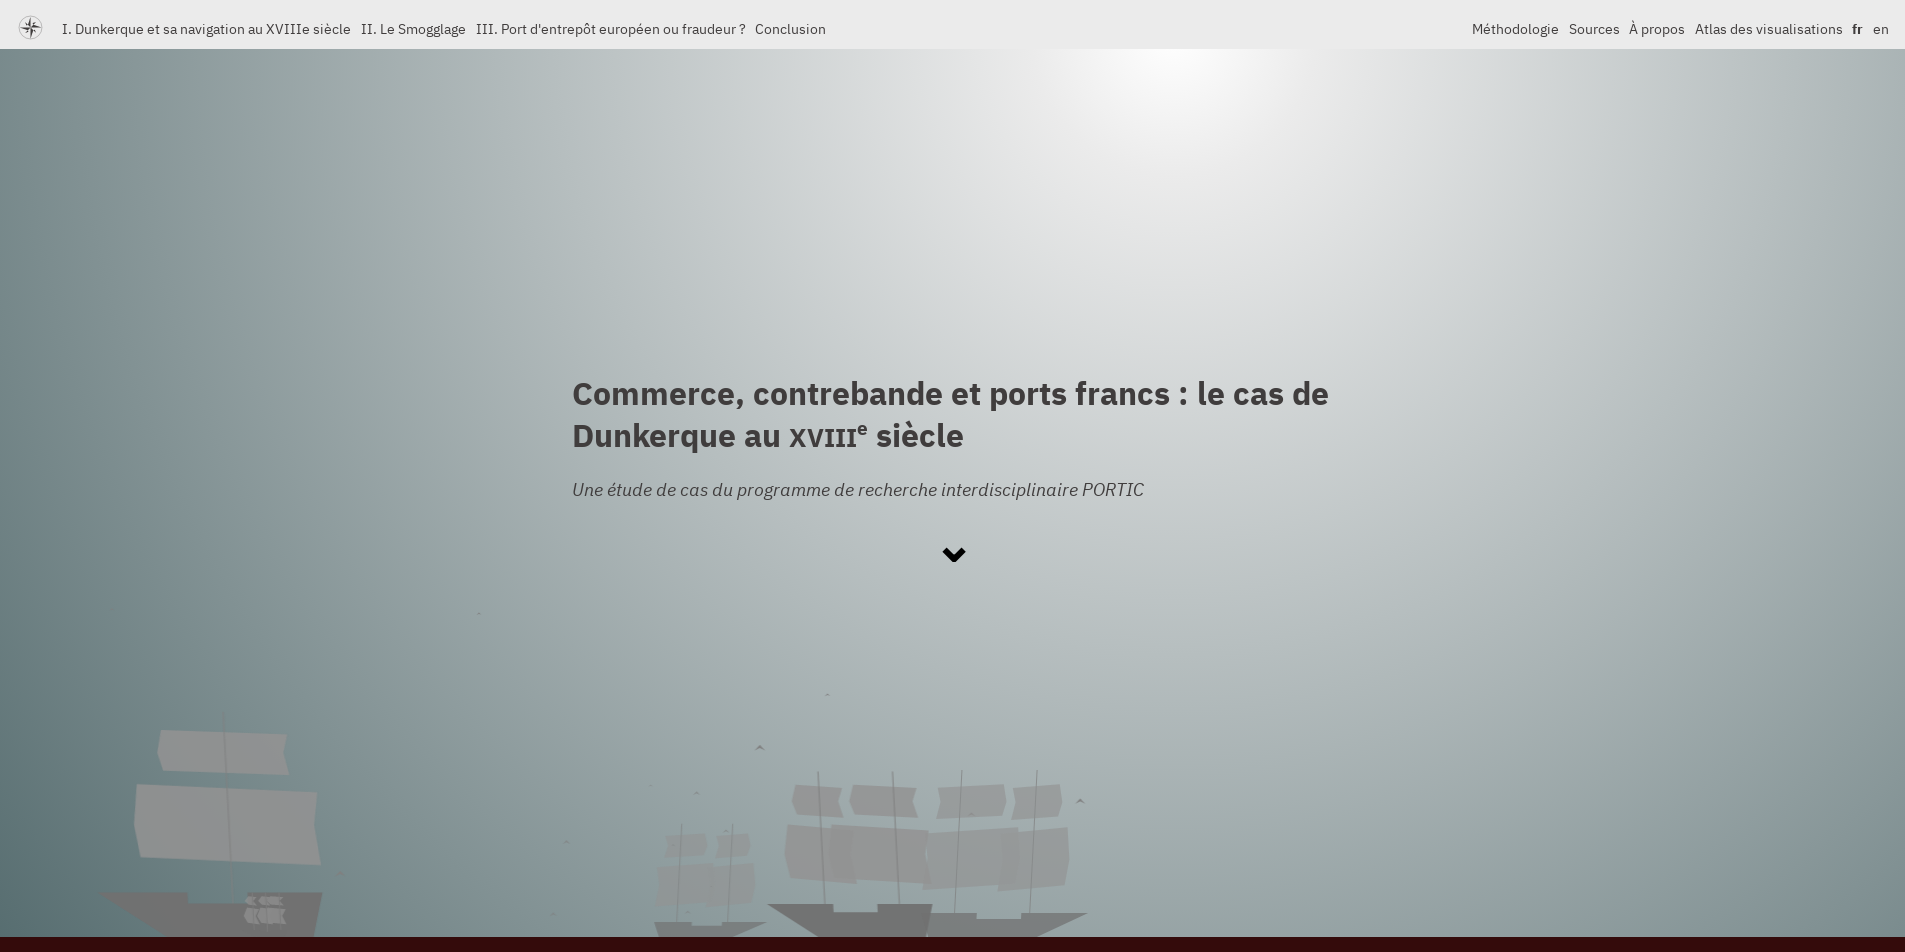 I. Dunkerque et sa navigation au XVIIIe siècle II. Le Smogglage III. Port d'entrepôt européen ou fraudeur ? Conclusion Méthodologie Sources À propos Atlas des visualisations fr en
Commerce, contrebande et ports francs : le cas de
Dunkerque au XVIIIe siècle
Une étude de cas du programme de recherche interdisciplinaire PORTIC